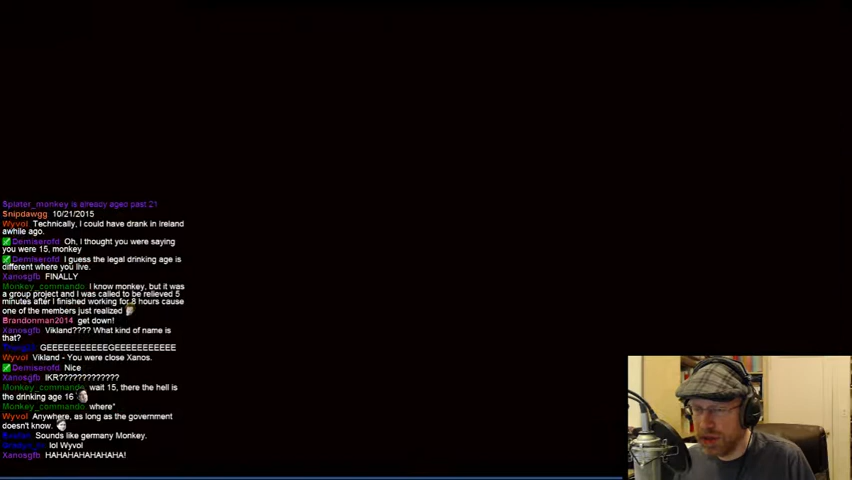 Splatter_monkey is already aged past 21
Snipdawgg 10/21/2015
Wyvol Technically, I could have drank in Ireland
awhile ago.
Demiserofd Oh, I thought you were saying
you were 15, monkey
Demiserofd I guess the legal drinking age is
different where you live.
Xanosgfb FINALLY
Monkey_commando I know monkey, but it was
a group project and I was called to be relieved 5
minutes after I finished working for 8 hours cause
one of the members just realized
Brandonman2014 get down!
Xanosgfb Vikland???? What kind of name is
that?
GEEEEEEEEEEEGEEEEEEEEEEE
Wyvol Vikland - You were close Xanos.
Demiserofd Nice
Xanosgfb IKR?????????????
Monkey_commando wait 15, there the hell is
the drinking age 16
Monkey_commando where"
Wyvol Anywhere, as long as the government
doesn't know.
Sounds like germany Monkey.
lol Wyvol
Xanosgfb HAHAHAHAHAHAHA!